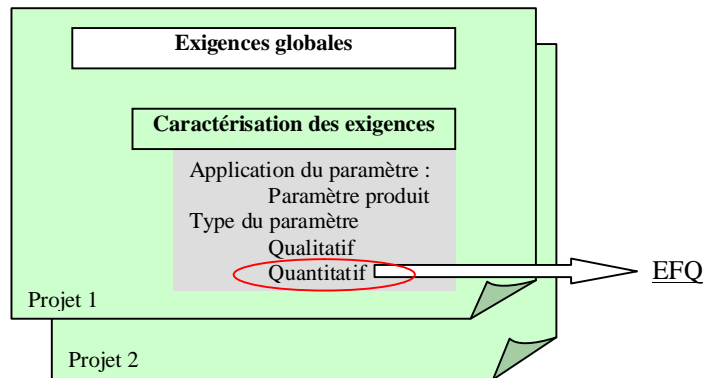 Exigences globales
Caractérisation des exigences
Application du paramètre :
Paramètre produit
Type du paramètre
Qualitatif
Quantitatif
EFQ
Projet 1
Projet 2